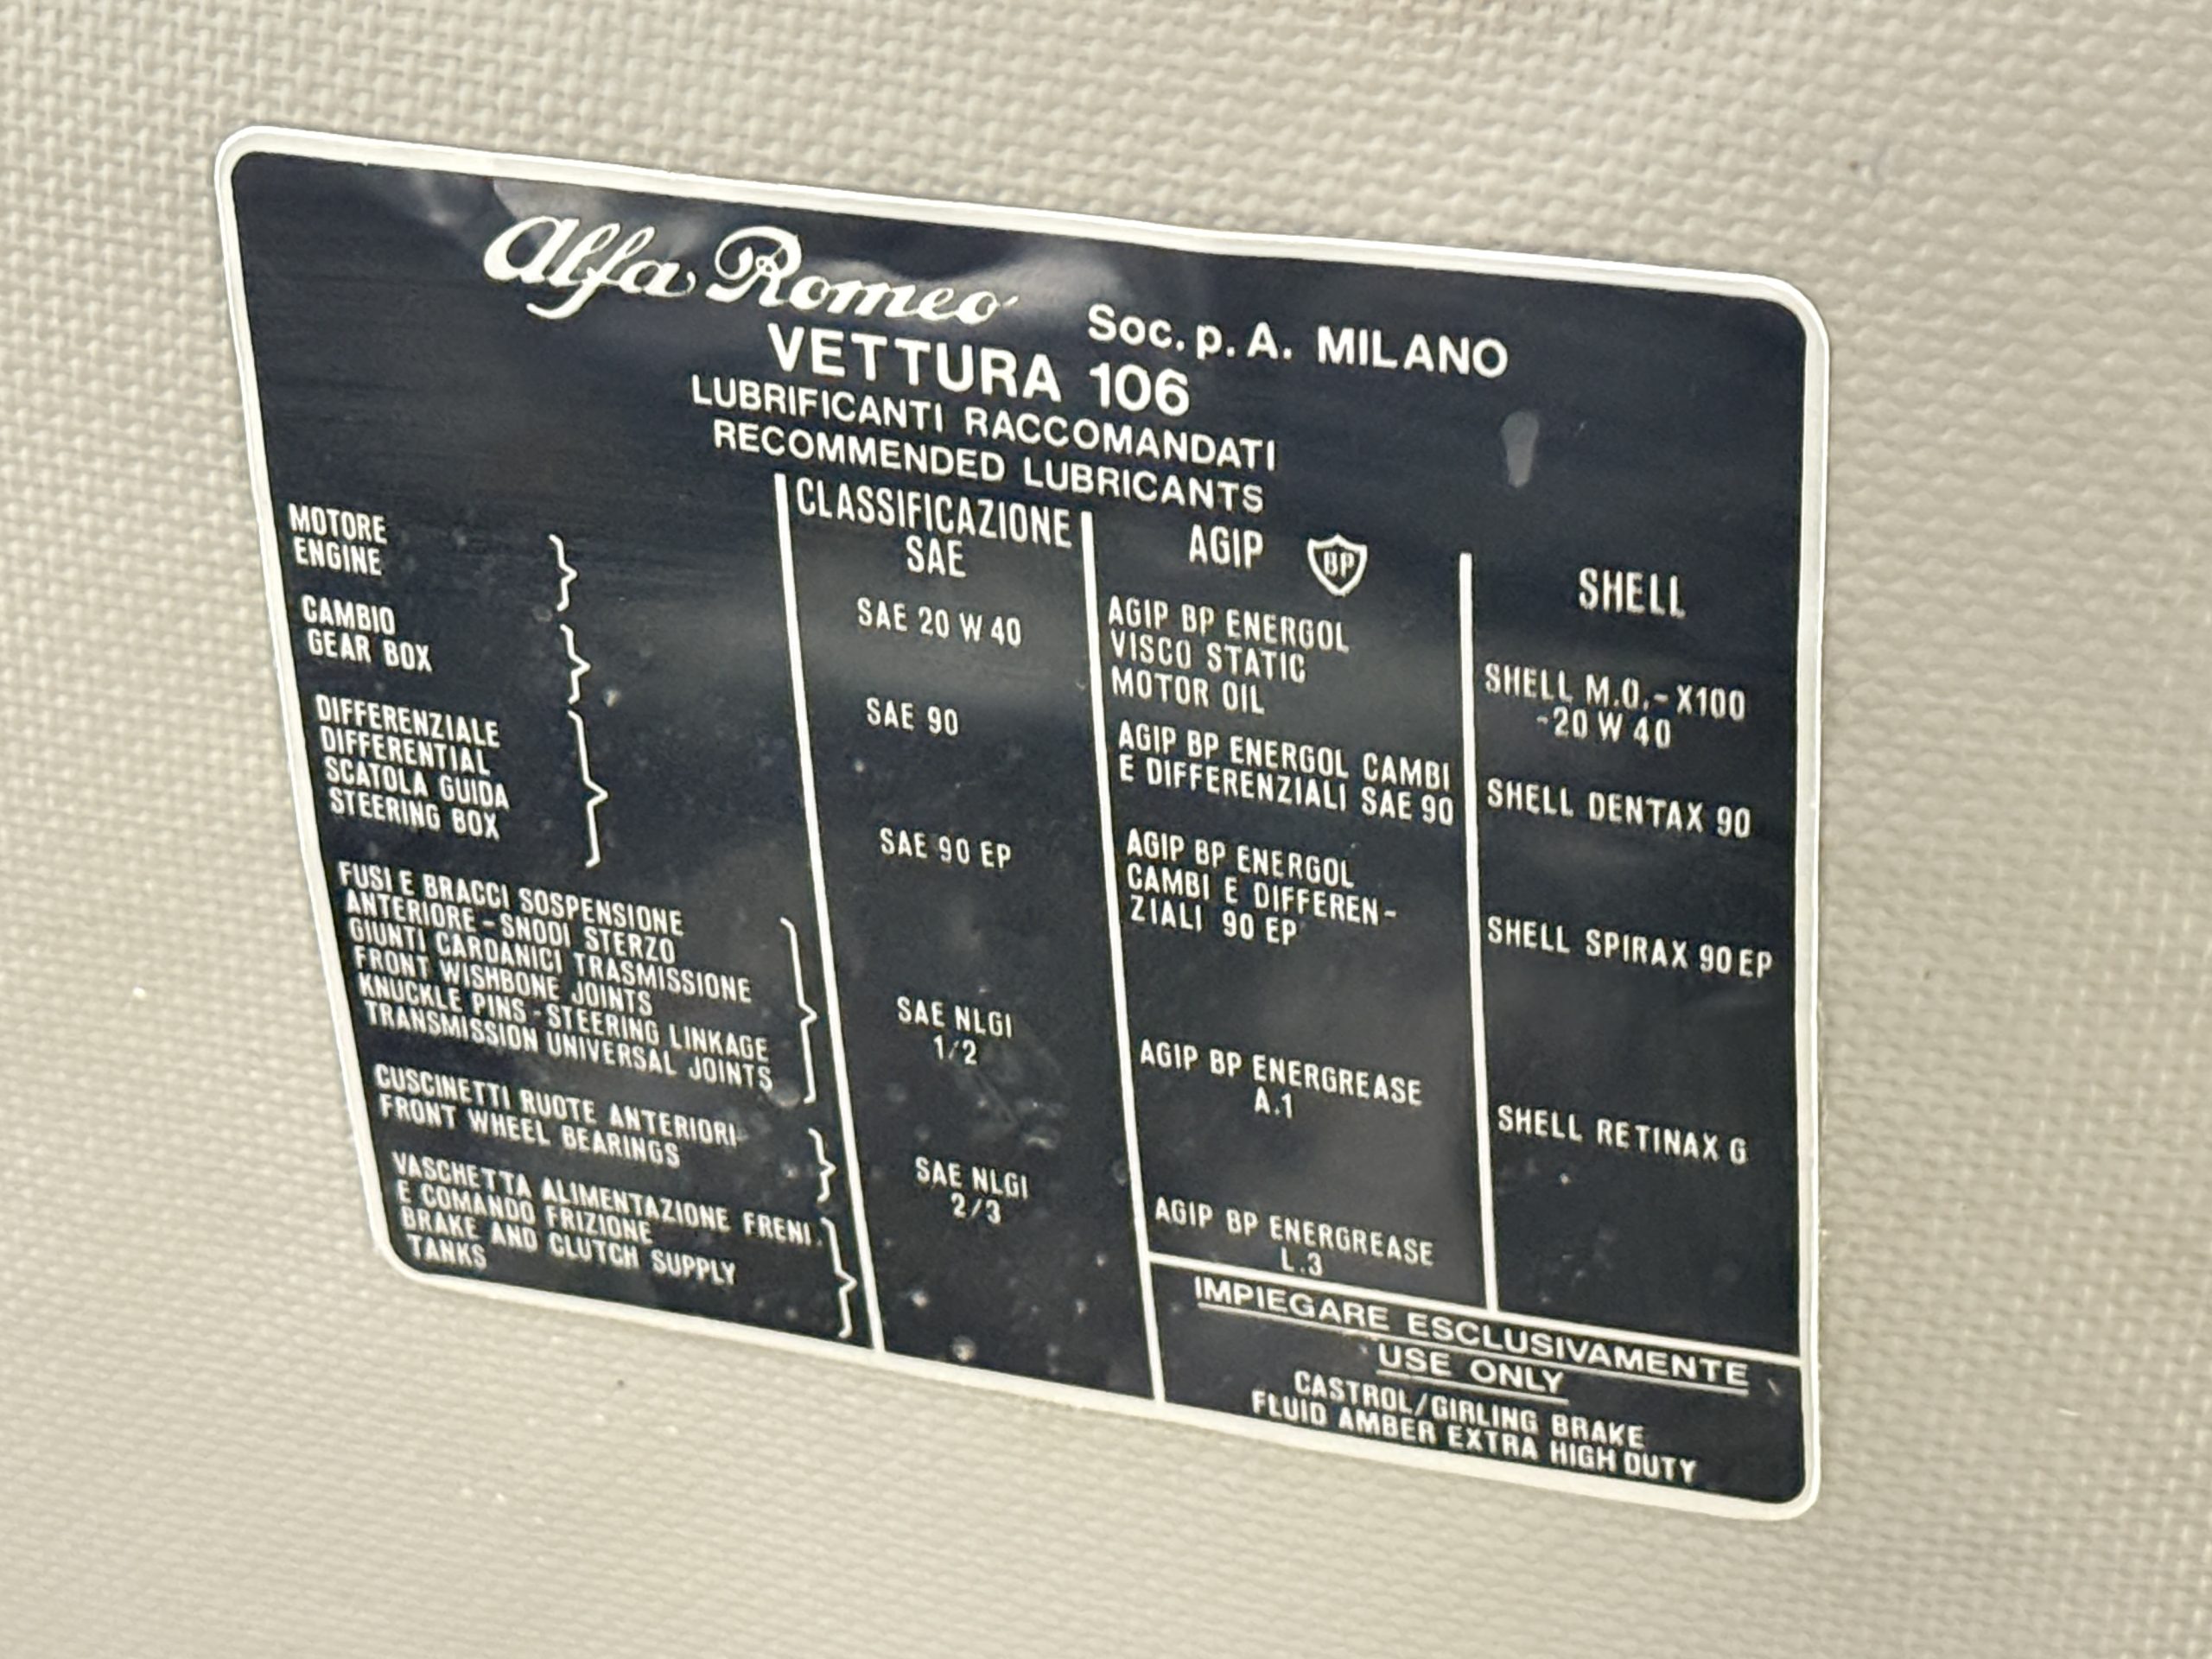 Alfa Romeo Soc. p. A. MILANO
VETTURA 106
LUBRIFICANTI RACCOMANDATI
RECOMMENDED LUBRICANTS
CLASSIFICAZIONE
SAE
AGIP BP
SHELL
MOTORE
ENGINE
SAE 20 W 40
AGIP BP ENERGOL
VISCO STATIC
MOTOR OIL
SHELL M.O.-X100
-20 W 40
CAMBIO
GEAR BOX
SAE 90
AGIP BP ENERGOL CAMBI
E DIFFERENZIALI SAE 90
SHELL DENTAX 90
DIFFERENZIALE
DIFFERENTIAL
SCATOLA GUIDA
STEERING BOX
SAE 90 EP
AGIP BP ENERGOL
CAMBI E DIFFEREN-
ZIALI 90 EP
SHELL SPIRAX 90 EP
FUSI E BRACCI SOSPENSIONE
ANTERIORE-SNODI STERZO
GIUNTI CARDANICI TRASMISSIONE
FRONT WISHBONE JOINTS
KNUCKLE PINS-STEERING LINKAGE
TRANSMISSION UNIVERSAL JOINTS
SAE NLGI
1/2
AGIP BP ENERGREASE
A.1
SHELL RETINAX G
CUSCINETTI RUOTE ANTERIORI
FRONT WHEEL BEARINGS
SAE NLGI
2/3
AGIP BP ENERGREASE
L.3
VASCHETTA ALIMENTAZIONE FRENI
E COMANDO FRIZIONE
BRAKE AND CLUTCH SUPPLY
TANKS
IMPIEGARE ESCLUSIVAMENTE
USE ONLY
CASTROL/GIRLING BRAKE
FLUID AMBER EXTRA HIGH DUTY